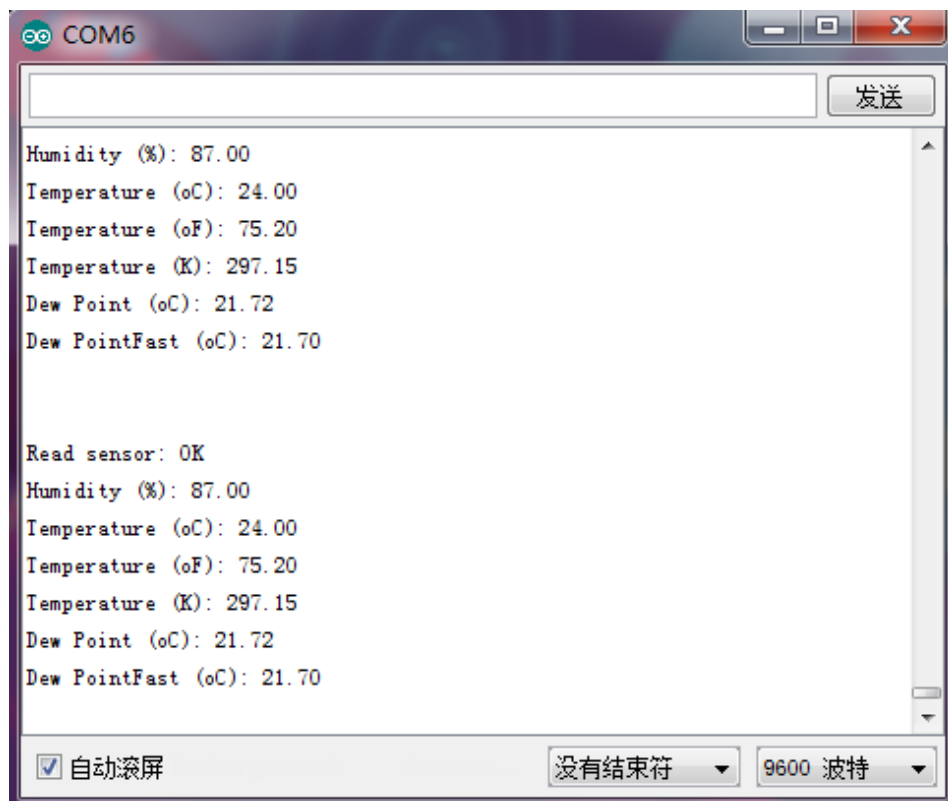 COM6
发送
Humidity (%): 87.00
Temperature (oC): 24.00
Temperature (oF): 75.20
Temperature (K): 297.15
Dew Point (oC): 21.72
Dew PointFast (oC): 21.70
Read sensor: OK
Humidity (%): 87.00
Temperature (oC): 24.00
Temperature (oF): 75.20
Temperature (K): 297.15
Dew Point (oC): 21.72
Dew PointFast (oC): 21.70
自动滚屏 没有结束符 9600 波特